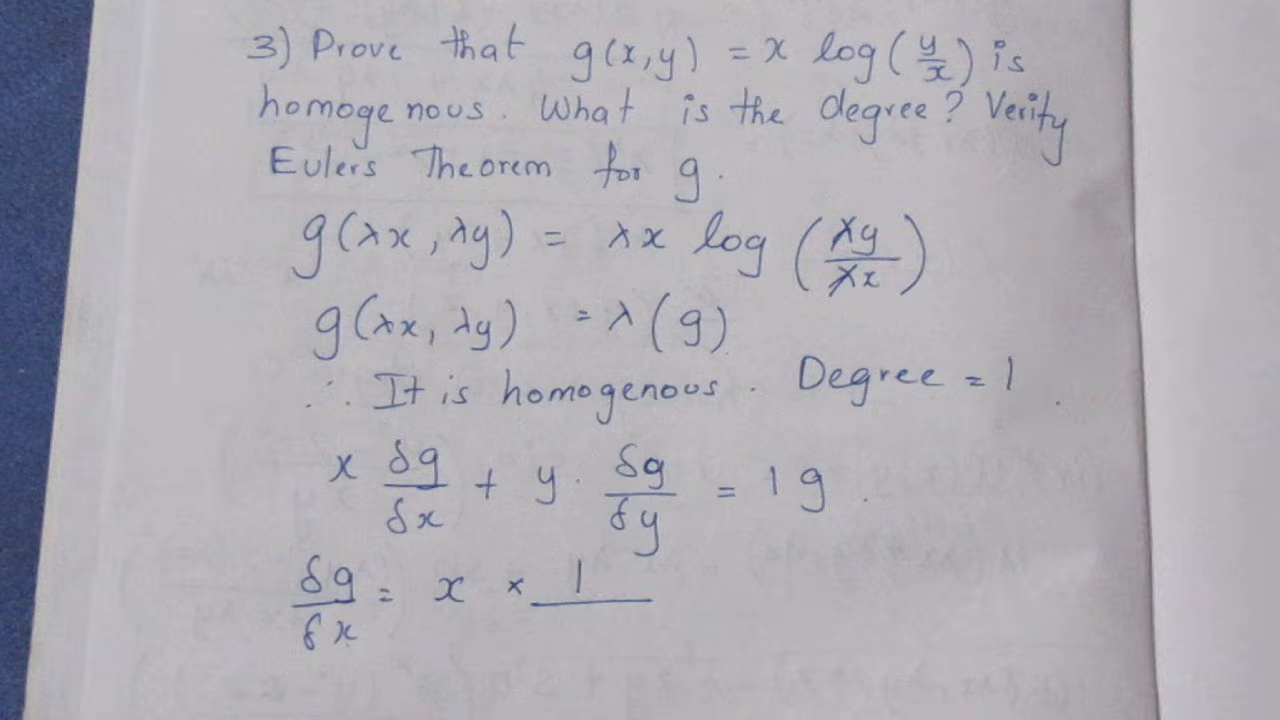 3) Prove that g(x,y) = x log(y/x) is
homogenous. What is the degree? Verify
Eulers Theorem for g.
g(λx, λy) = λx log (λy/λx)
g(λx, λy) = λ(g)
∴ It is homogenous. Degree = 1
x δg/δx + y. δg/δy = 1 g.
δg/δx = x × 1/